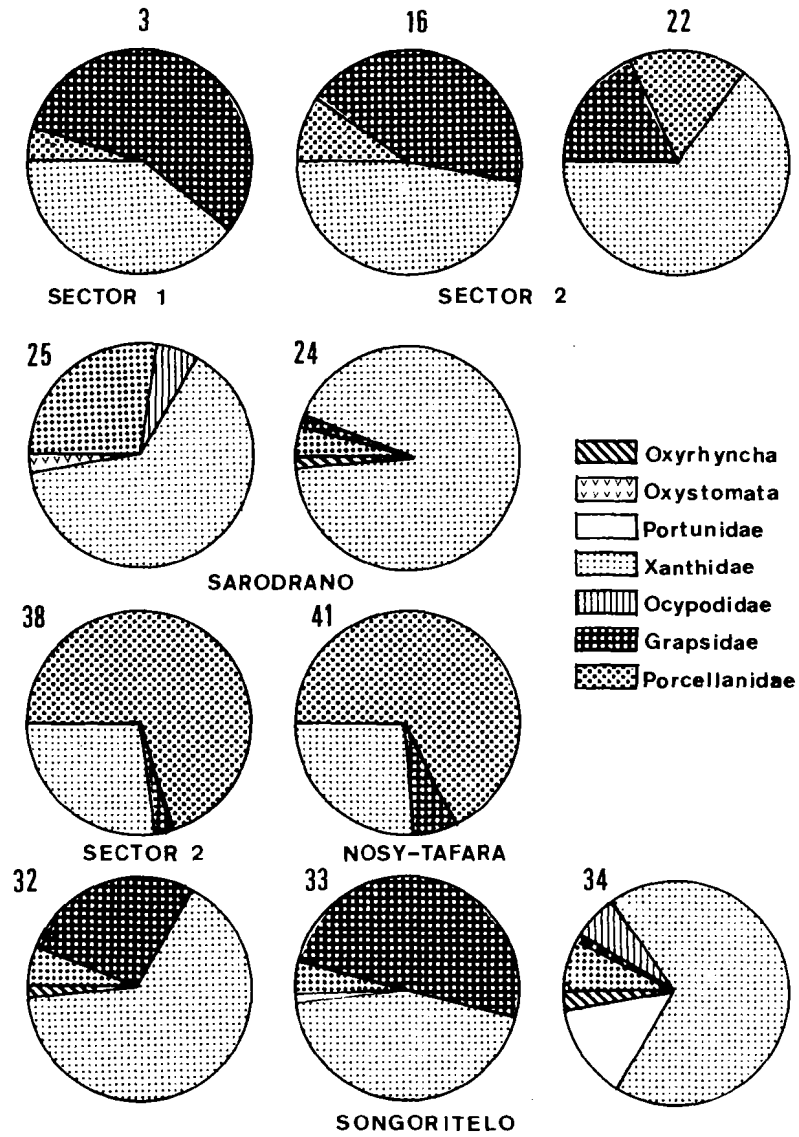 3 16 22
SECTOR 1 SECTOR 2
25 24
SARODRANO
Oxyrhyncha
Oxystomata
Portunidae
Xanthidae
Ocypodidae
Grapsidae
Porcellanidae
38 41
SECTOR 2 NOSY-TAFARA
32 33 34
SONGORITELO